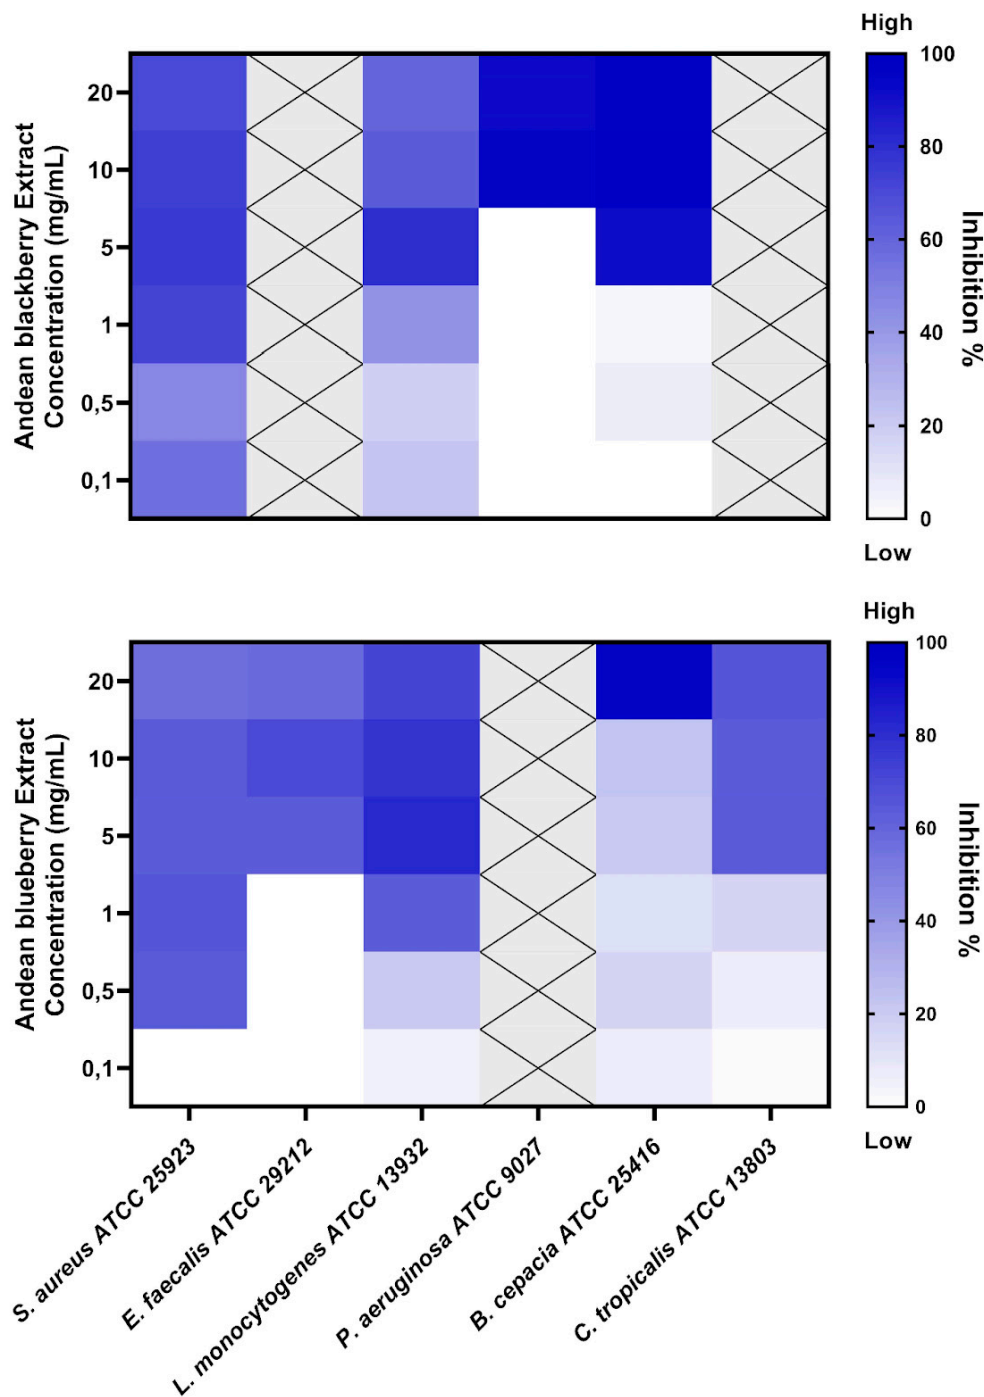 High
Andean blackberry Extract
Concentration (mg/mL)
20
10
5
1
0,5
0,1
100
80
60
40
20
0
Inhibition %
Low
High
Andean blueberry Extract
Concentration (mg/mL)
20
10
5
1
0,5
0,1
100
80
60
40
20
0
Inhibition %
Low
S. aureus ATCC 25923
E. faecalis ATCC 29212
L. monocytogenes ATCC 13932
P. aeruginosa ATCC 9027
B. cepacia ATCC 25416
C. tropicalis ATCC 13803